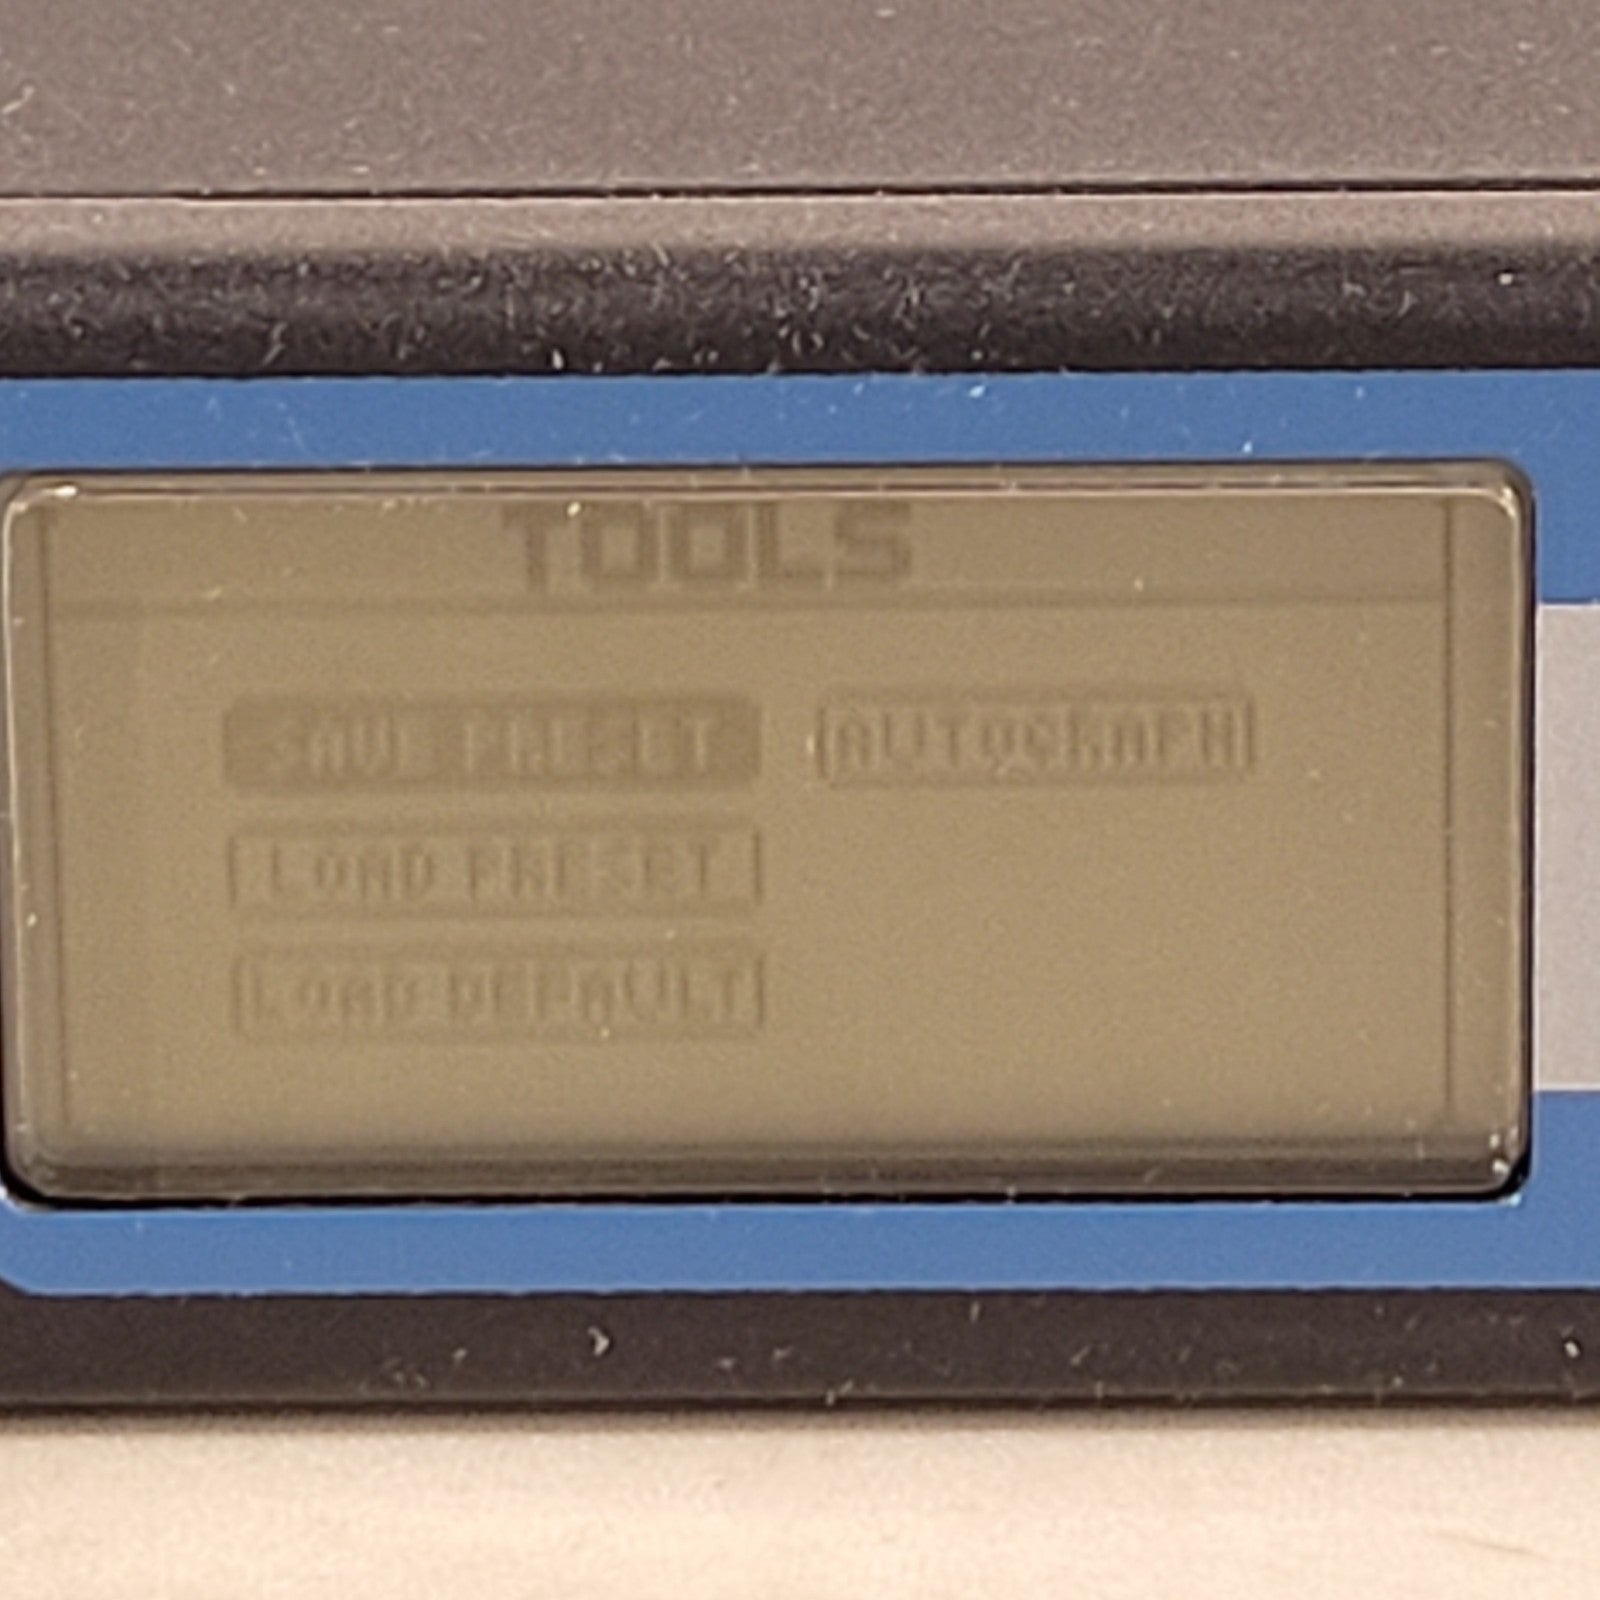 TOOLS
SAVE PRESET AUTOGRAPH
LOAD PRESET
LOAD DEFAULT